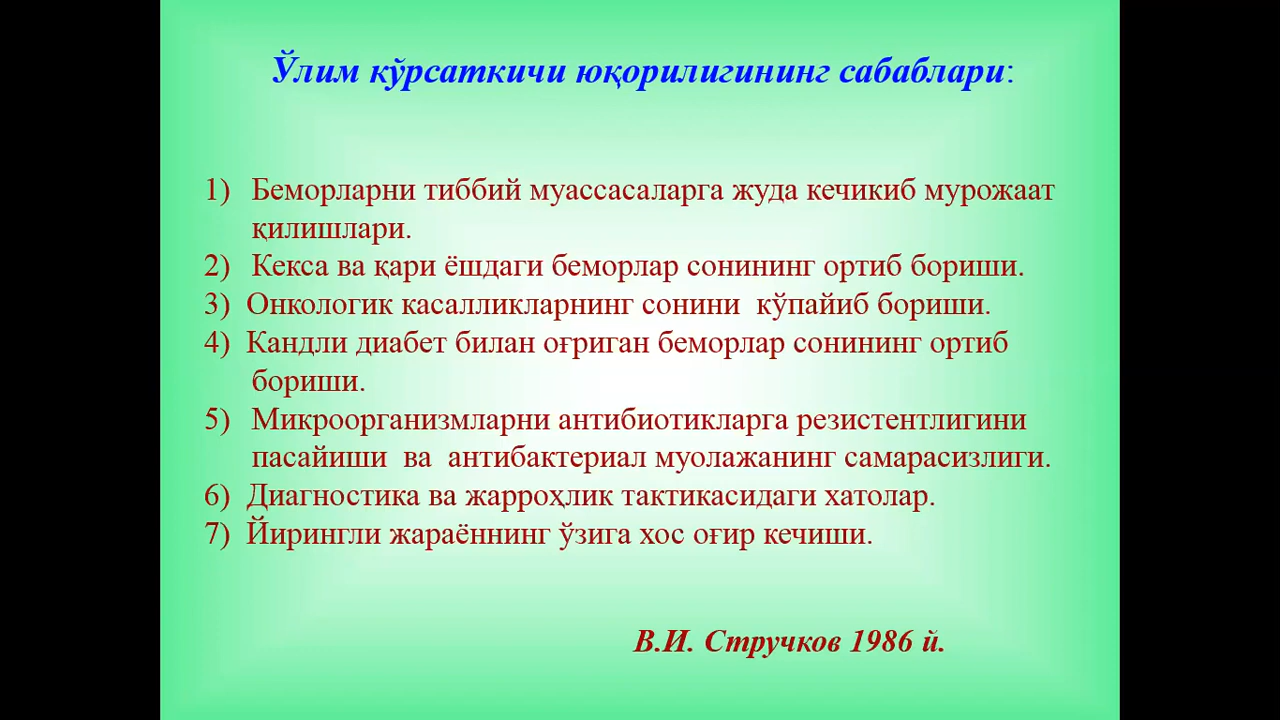 Ўлим кўрсаткичи юқорилигининг сабаблари:
1) Беморларни тиббий муассасаларга жуда кечикиб мурожаат
қилишлари.
2) Кекса ва қари ёшдаги беморлар сонининг ортиб бориши.
3) Онкологик касалликларнинг сонини кўпайиб бориши.
4) Кандли диабет билан оғриган беморлар сонининг ортиб
бориши.
5) Микроорганизмларни антибиотикларга резистентлигини
пасайиши ва антибактериал муолажанинг самарасизлиги.
6) Диагностика ва жарроҳлик тактикасидаги хатолар.
7) Йирингли жараённинг ўзига хос оғир кечиши.
В.И. Стручков 1986 й.